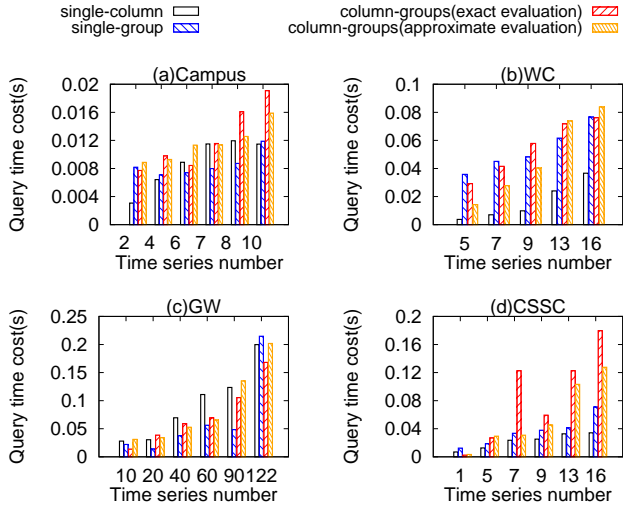 single-column
single-group
column-groups(exact evaluation)
column-groups(approximate evaluation)
(a)Campus
Query time cost(s)
0.02
0.016
0.012
0.008
0.004
0
2 4 6 7 8 10
Time series number
(b)WC
Query time cost(s)
0.1
0.08
0.06
0.04
0.02
0
5 7 9 13 16
Time series number
(c)GW
Query time cost(s)
0.25
0.2
0.15
0.1
0.05
0
10 20 40 60 90 122
Time series number
(d)CSSC
Query time cost(s)
0.2
0.16
0.12
0.08
0.04
0
1 5 7 9 13 16
Time series number